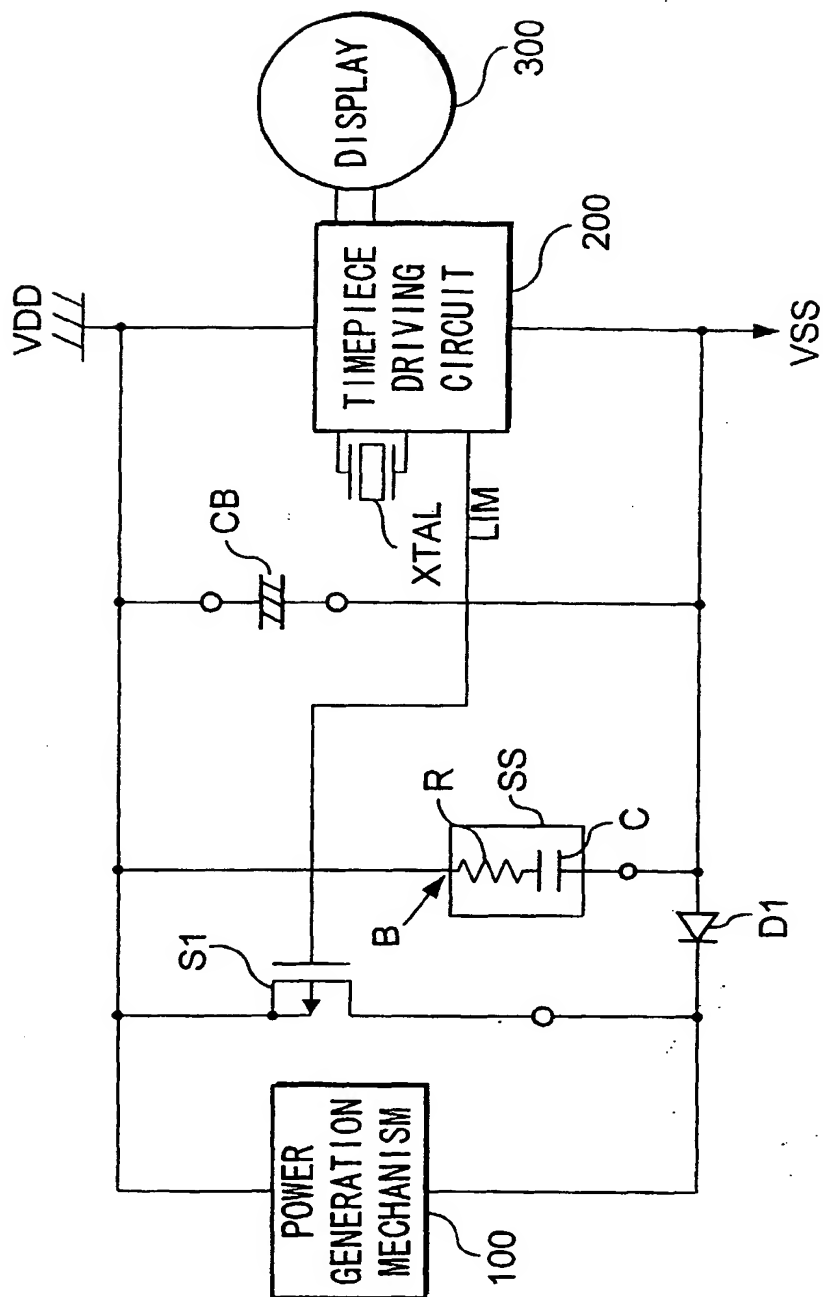 VDD
VSS
DISPLAY
300
TIMEPIECE
DRIVING
CIRCUIT
200
XTAL
LIM
CB
SS
R
C
B
D1
S1
POWER
GENERATION
MECHANISM
100